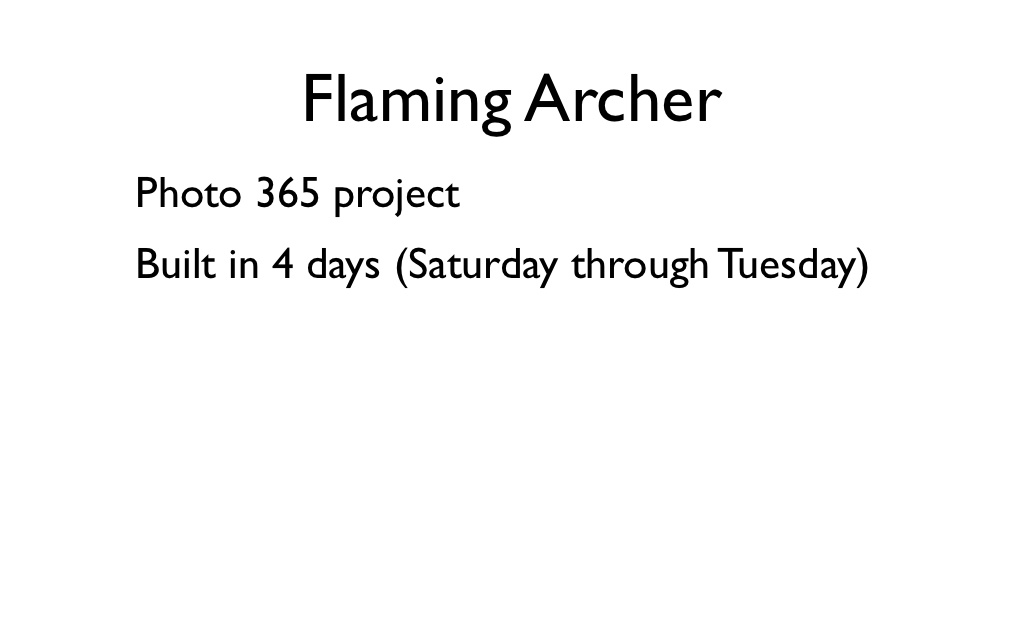 Flaming Archer
Photo 365 project
Built in 4 days (Saturday through Tuesday)